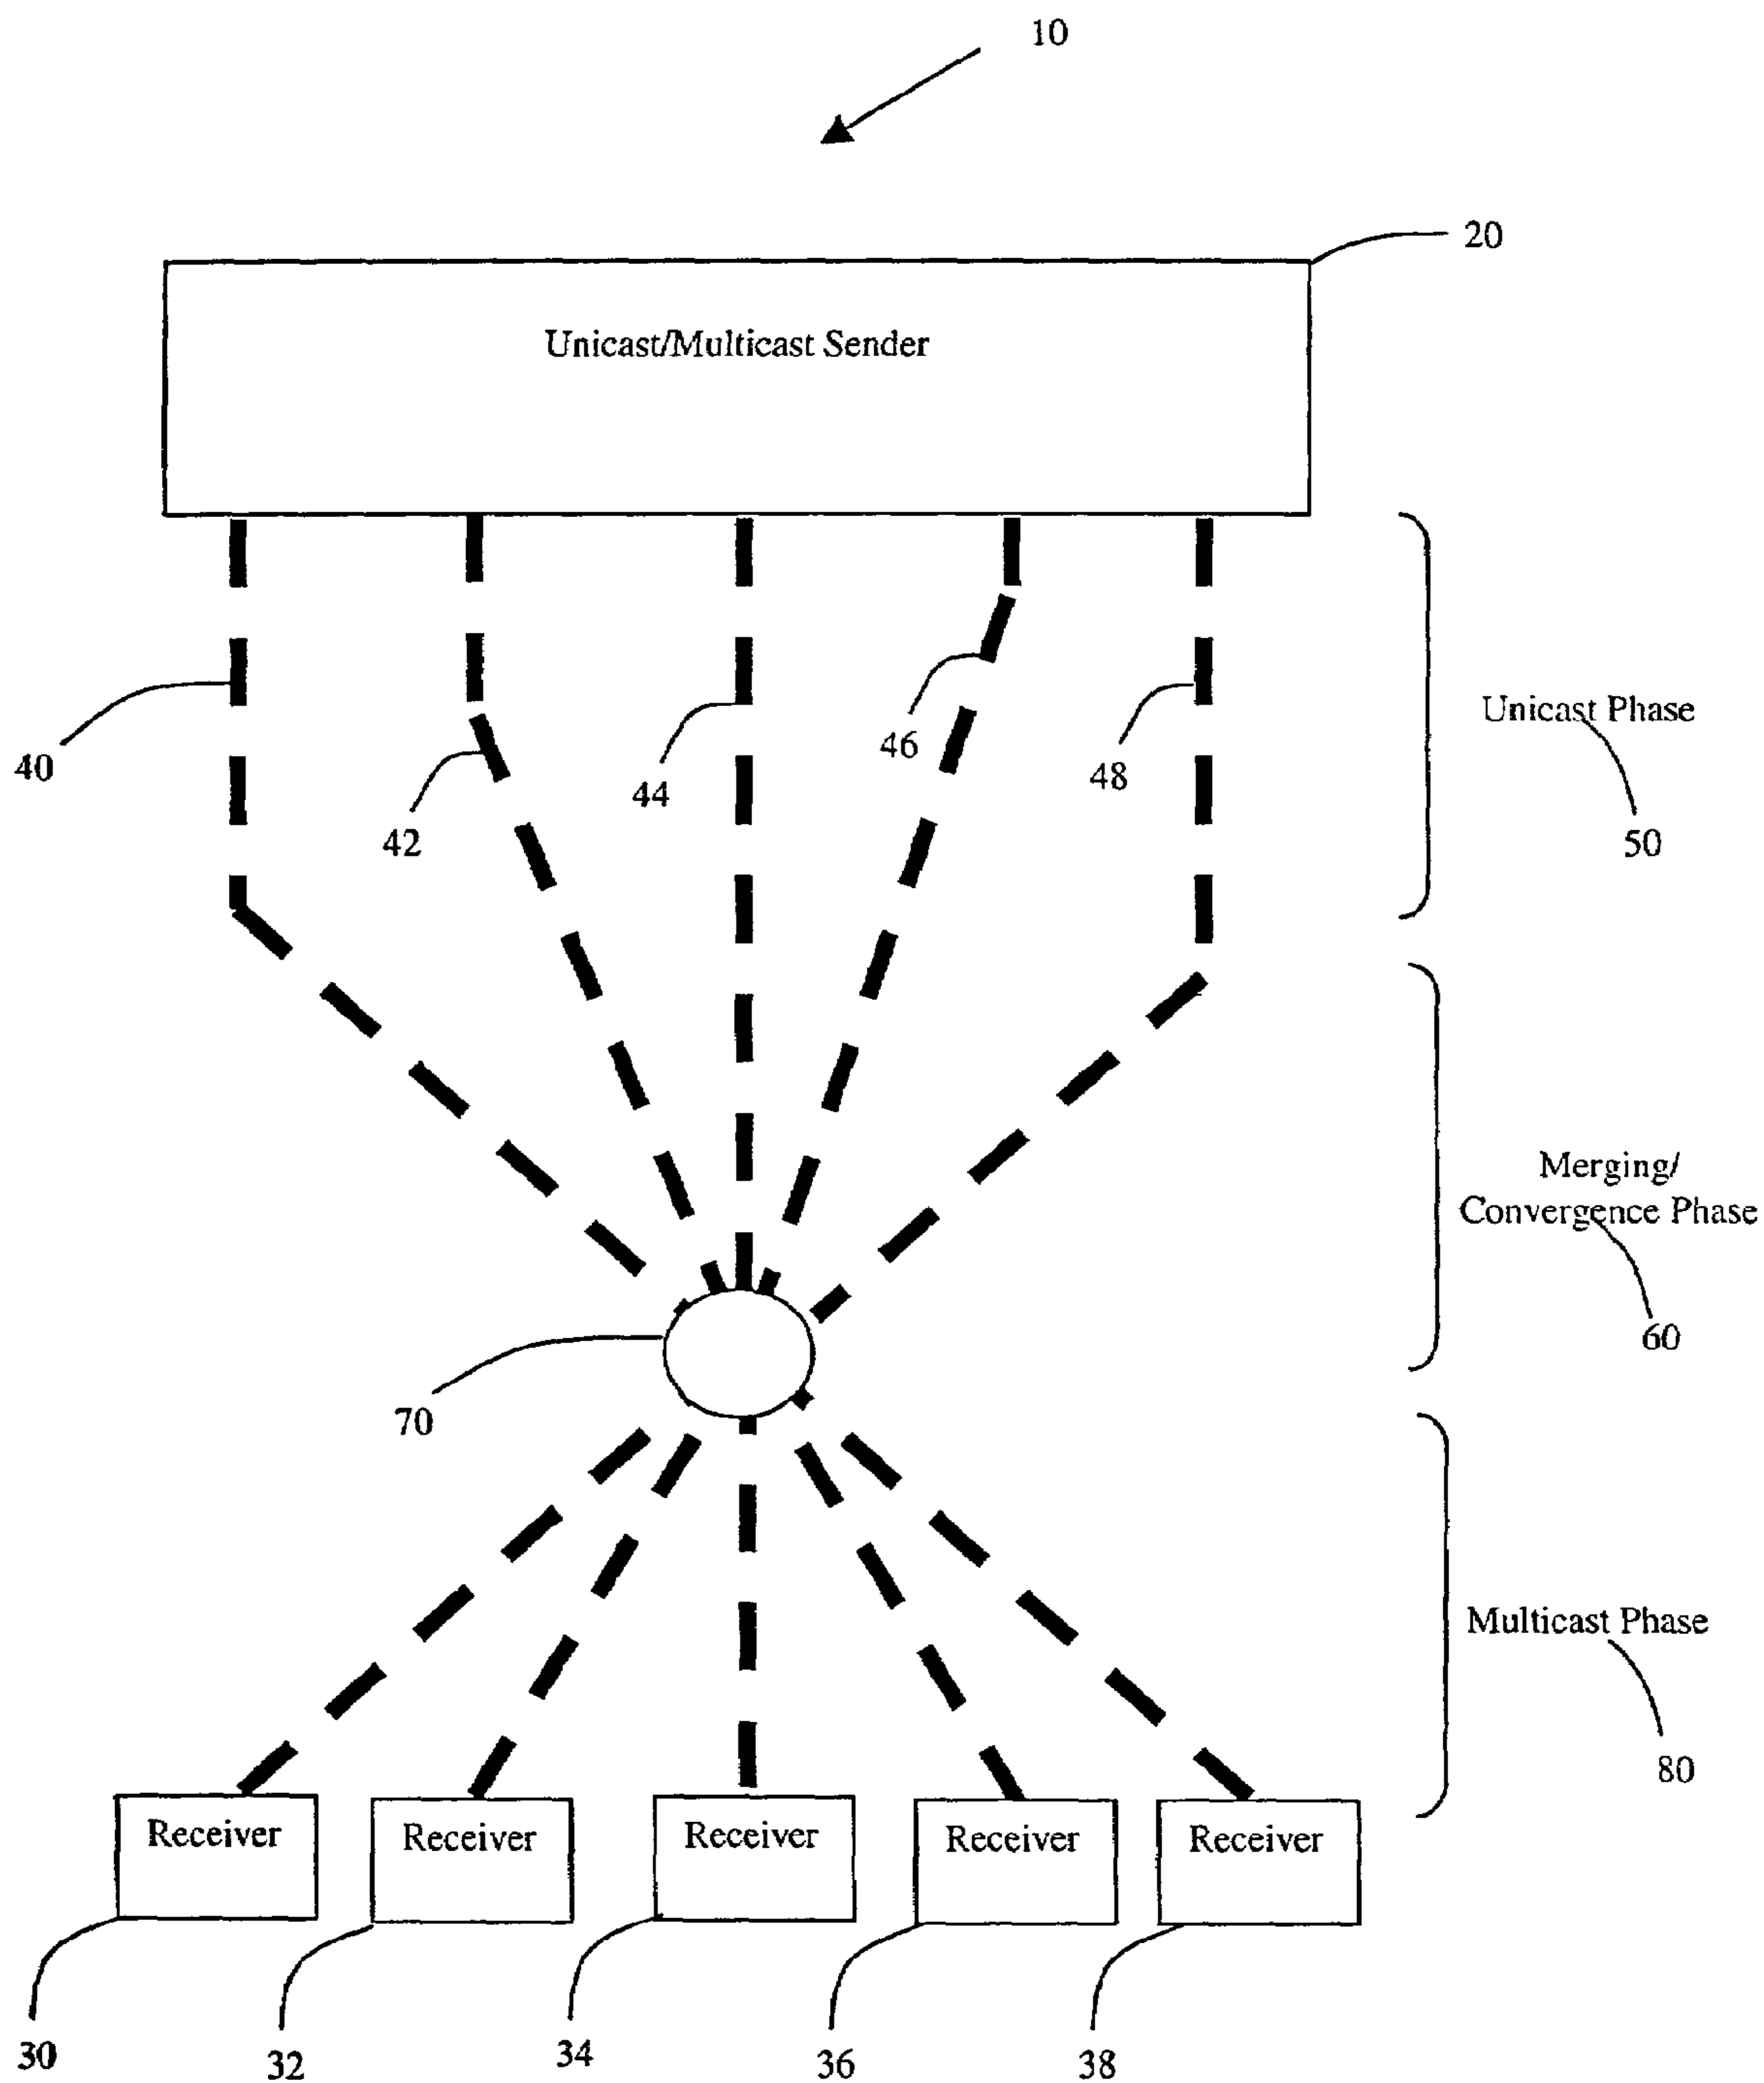 10
20
Unicast/Multicast Sender
40
42
44
46
48
Unicast Phase
50
Merging/
Convergence Phase
60
70
Multicast Phase
80
Receiver
Receiver
Receiver
Receiver
Receiver
30
32
34
36
38